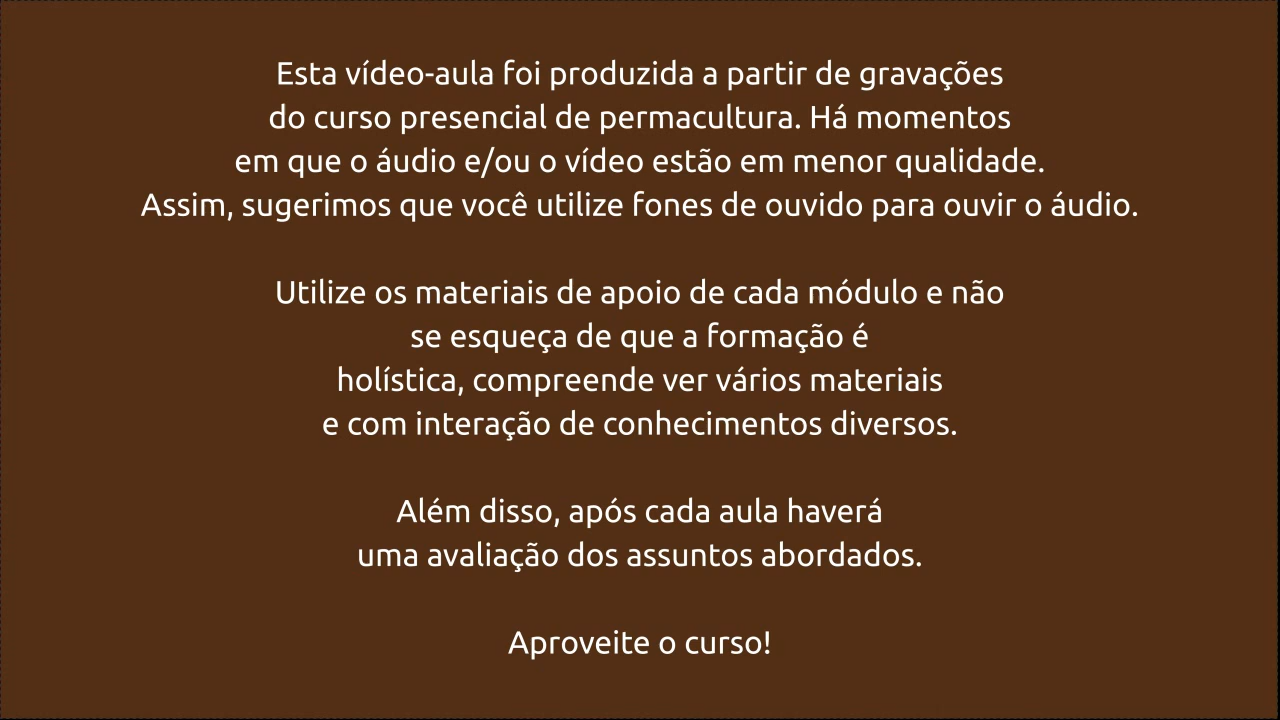 Esta vídeo-aula foi produzida a partir de gravações
do curso presencial de permacultura. Há momentos
em que o áudio e/ou o vídeo estão em menor qualidade.
Assim, sugerimos que você utilize fones de ouvido para ouvir o áudio.
Utilize os materiais de apoio de cada módulo e não
se esqueça de que a formação é
holística, compreende ver vários materiais
e com interação de conhecimentos diversos.
Além disso, após cada aula haverá
uma avaliação dos assuntos abordados.
Aproveite o curso!